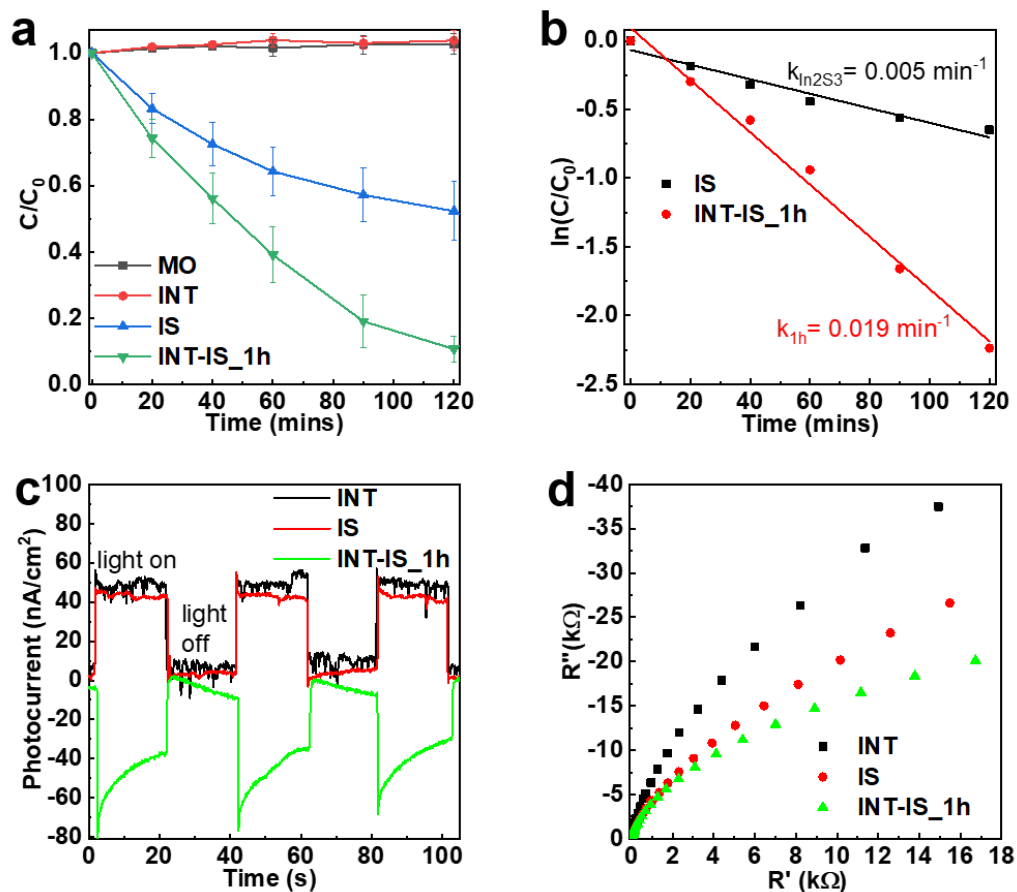 a
C/C₀
1.0
0.8
0.6
0.4
0.2
0.0
MO
INT
IS
INT-IS_1h
0 20 40 60 80 100 120
Time (mins)
b
ln(C/C₀)
0.0
-0.5
-1.0
-1.5
-2.0
-2.5
k_In2S3= 0.005 min⁻¹
IS
INT-IS_1h
k_1h= 0.019 min⁻¹
0 20 40 60 80 100 120
Time (mins)
c
Photocurrent (nA/cm²)
100
80
60
40
20
0
-20
-40
-60
-80
INT
IS
INT-IS_1h
light on
light
off
0 20 40 60 80 100
Time (s)
d
R''(kΩ)
-40
-35
-30
-25
-20
-15
-10
-5
0
INT
IS
INT-IS_1h
0 2 4 6 8 10 12 14 16 18
R' (kΩ)